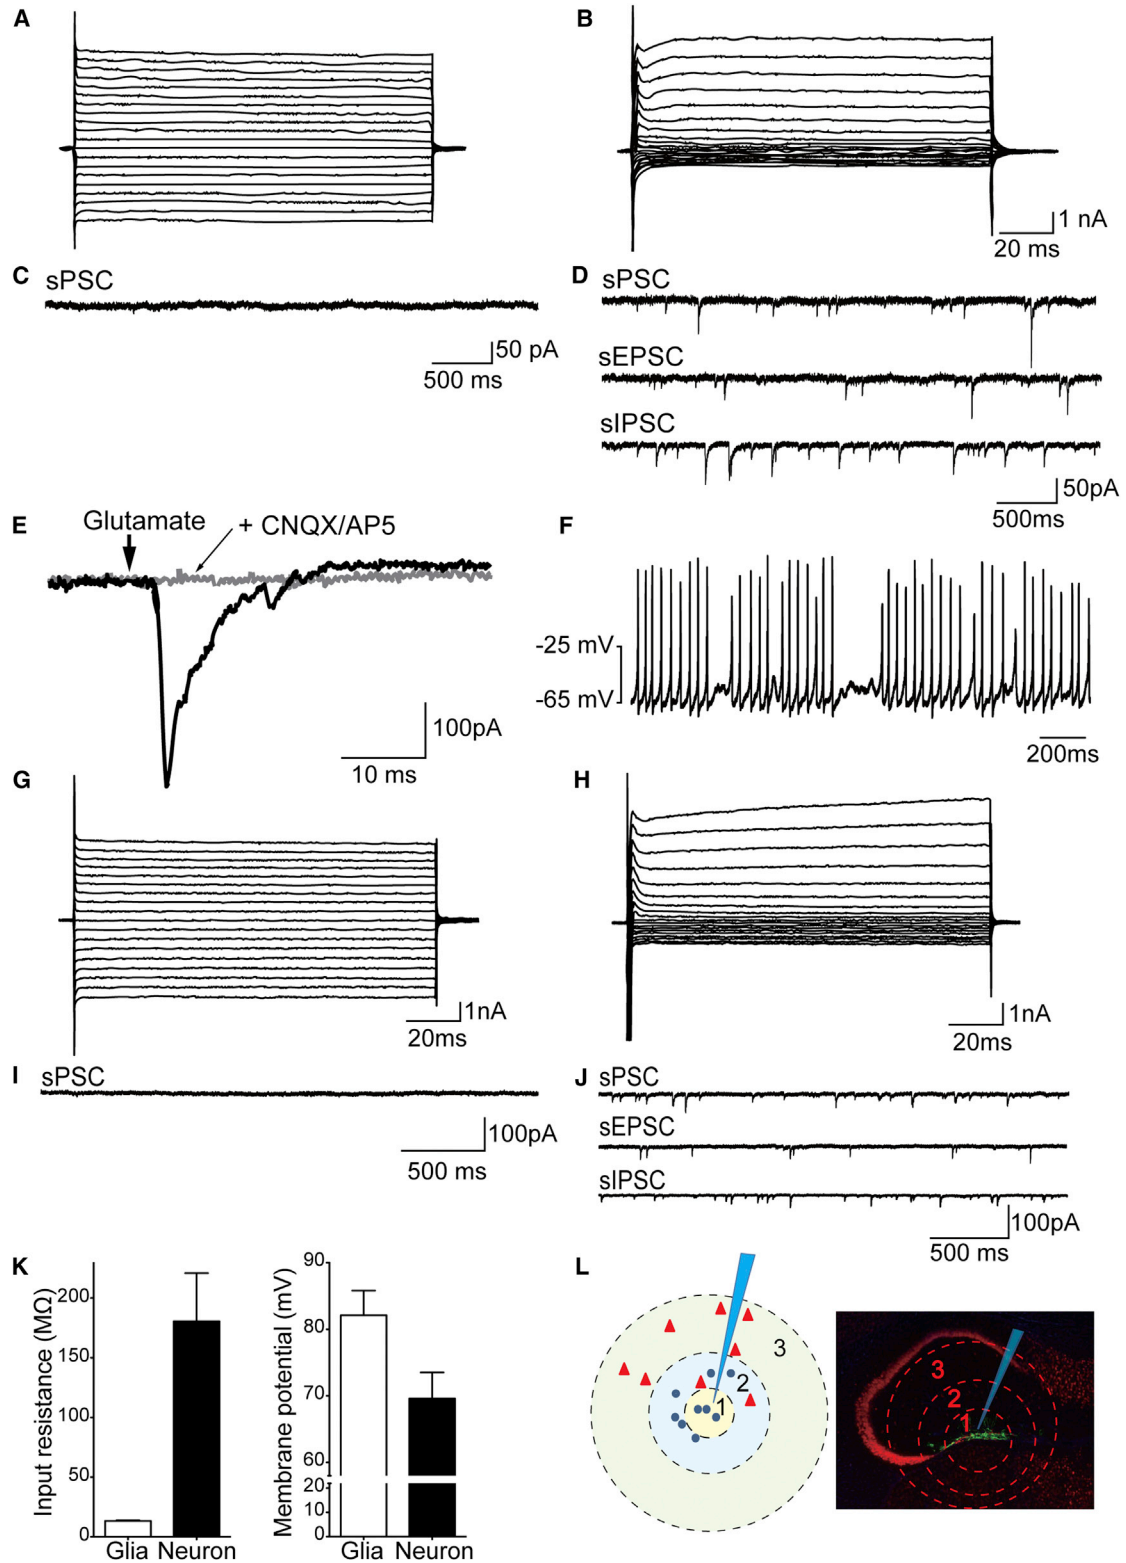 A
B
1 nA
20 ms
C
sPSC
50 pA
500 ms
D
sPSC
sEPSC
sIPSC
50pA
500ms
E
Glutamate
+ CNQX/AP5
100pA
10 ms
F
-25 mV
-65 mV
200ms
G
1nA
20ms
H
1nA
20ms
I
sPSC
100pA
500 ms
J
sPSC
sEPSC
sIPSC
100pA
500 ms
K
Input resistance (MΩ)
200
150
100
50
0
Glia Neuron
Membrane potential (mV)
90
80
70
60
20
10
0
Glia Neuron
L
3
2
1
3
2
1